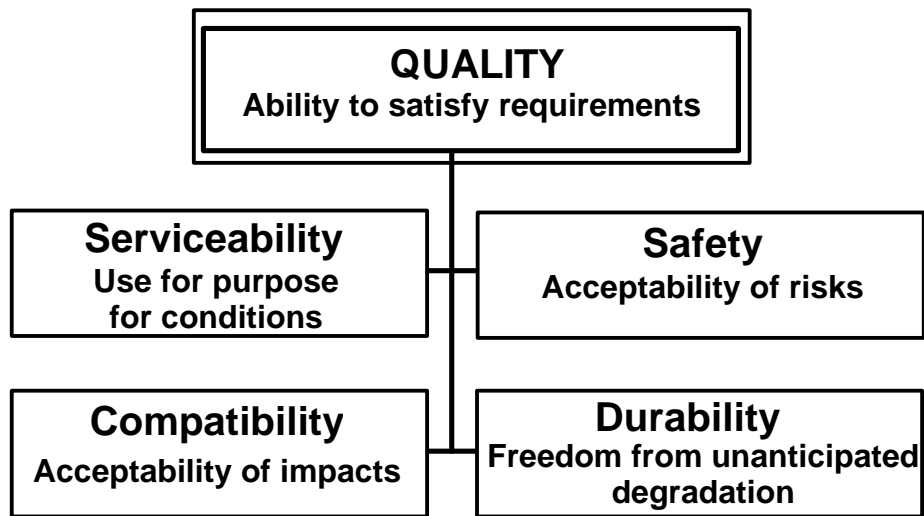 QUALITY
Ability to satisfy requirements
Serviceability
Use for purpose
for conditions
Safety
Acceptability of risks
Compatibility
Acceptability of impacts
Durability
Freedom from unanticipated
degradation